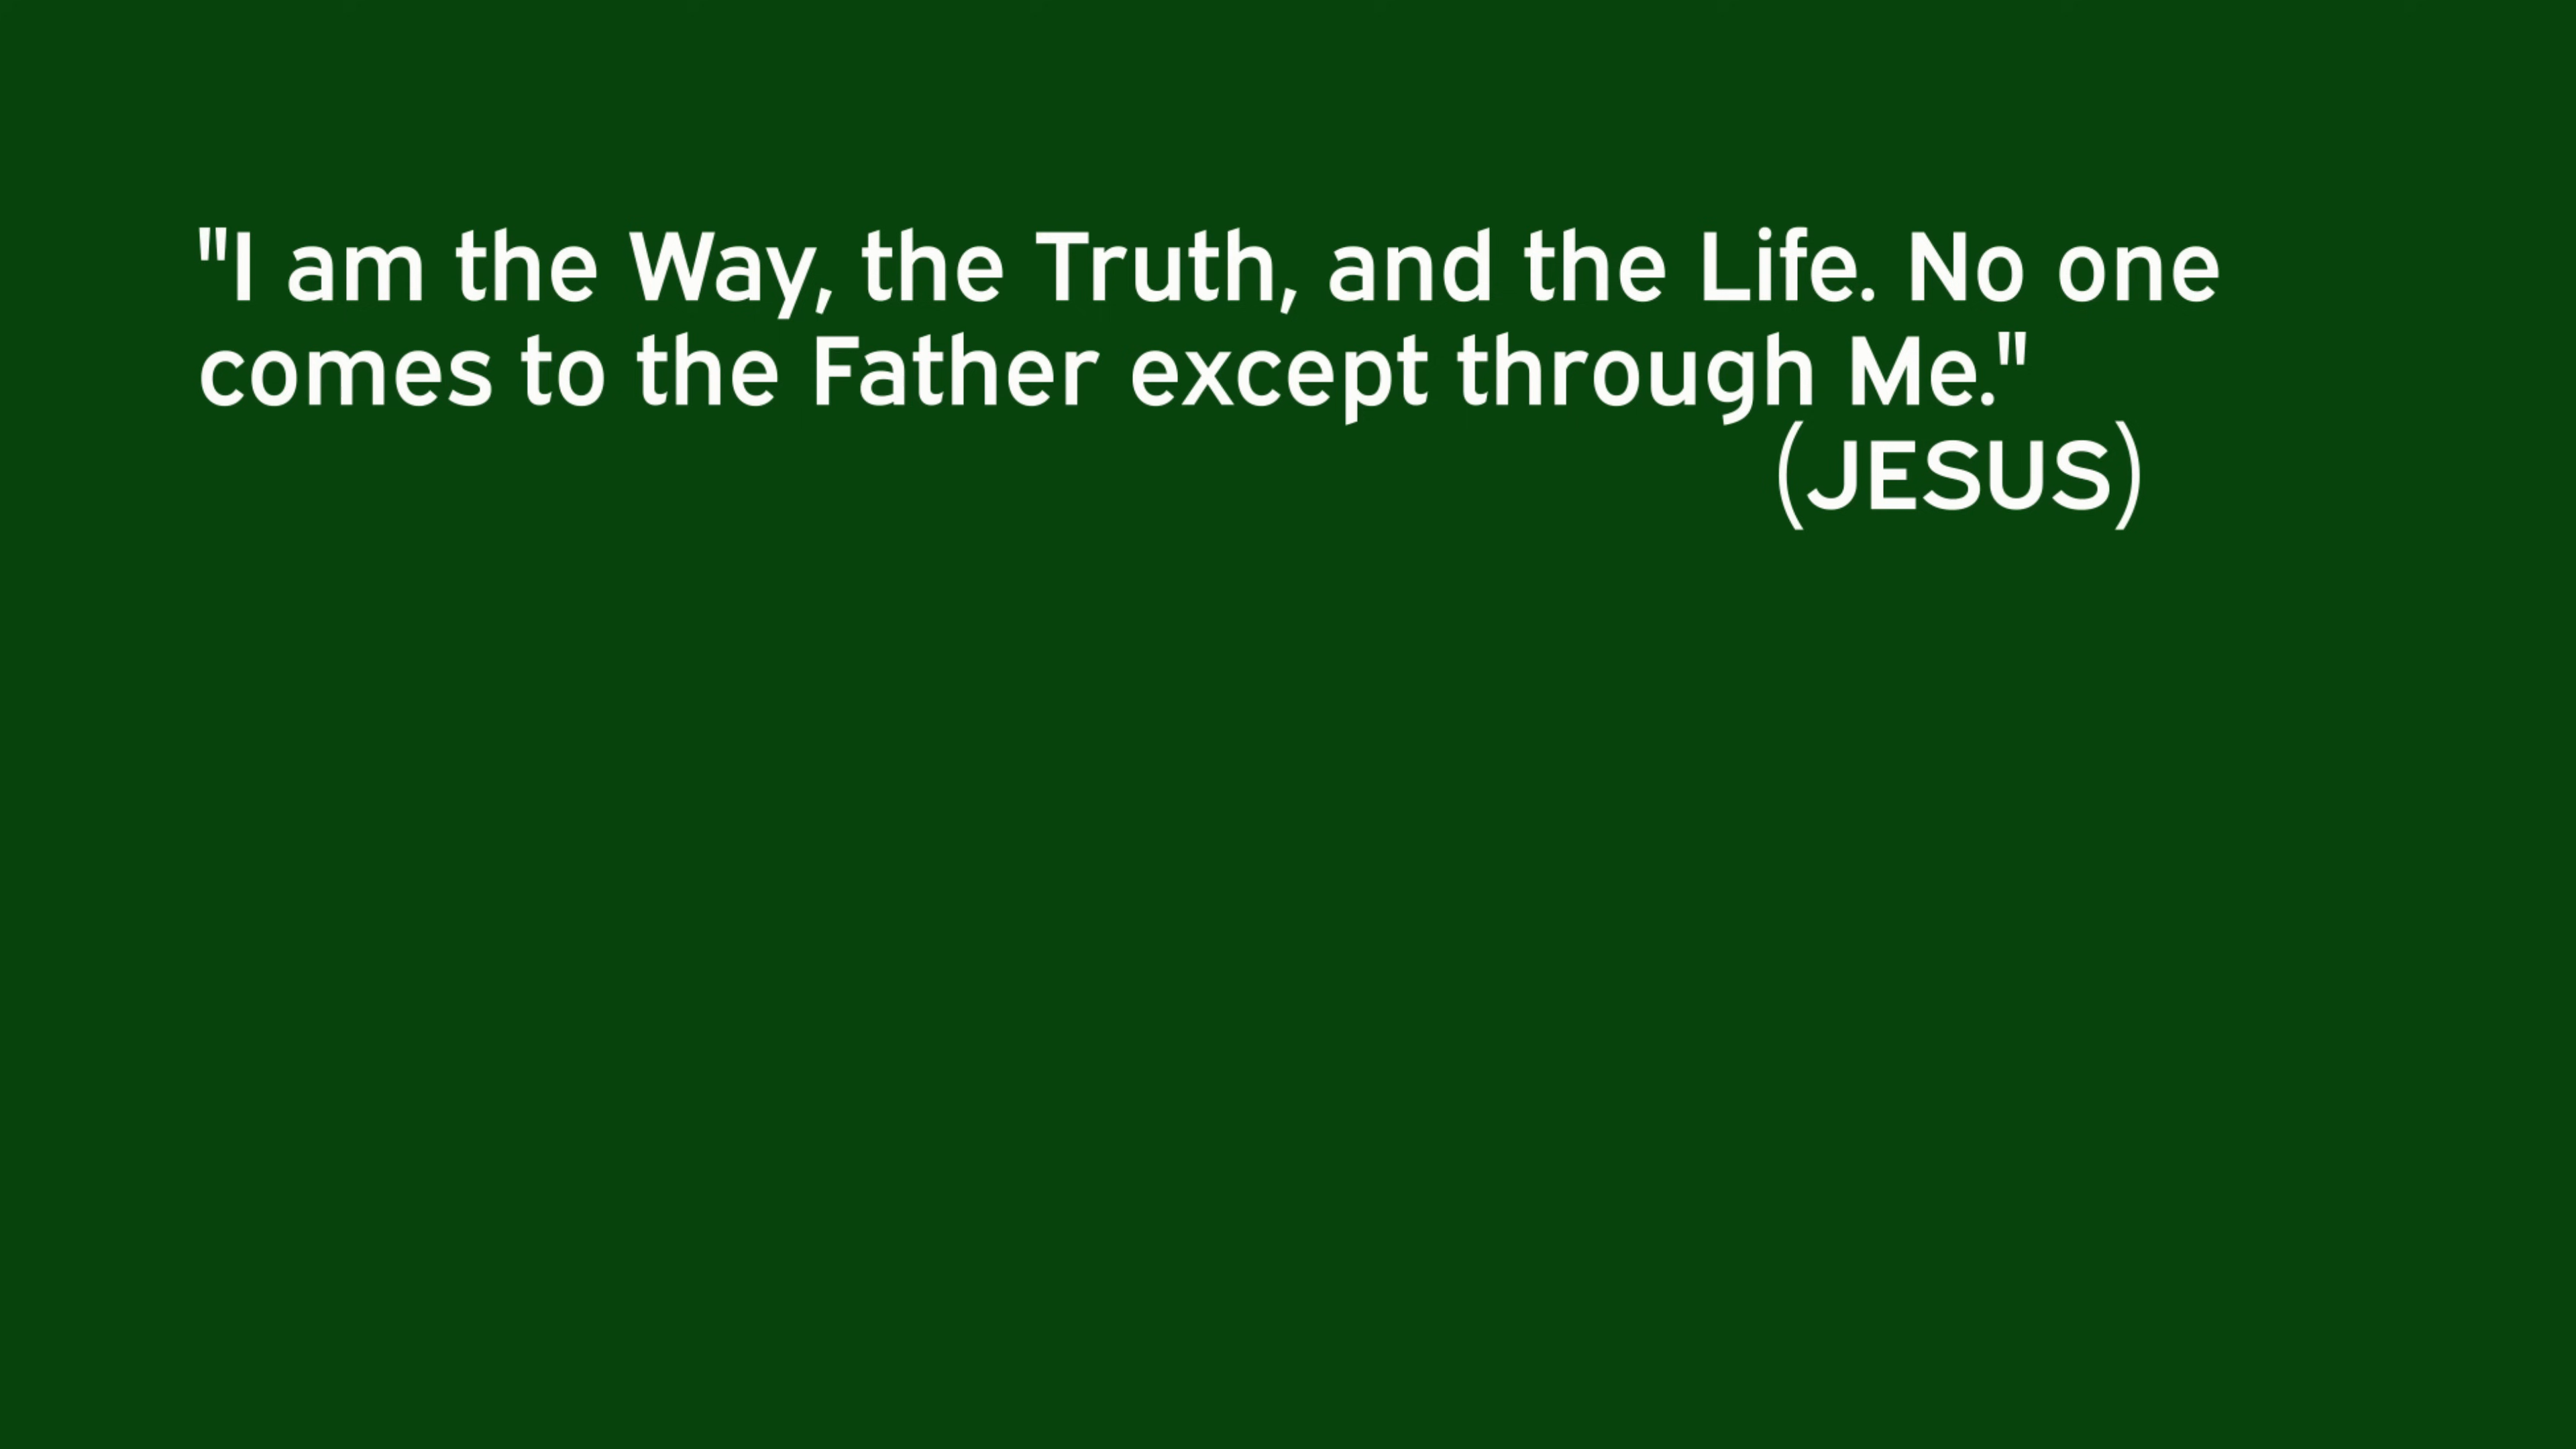 "I am the Way, the Truth, and the Life. No one
comes to the Father except through Me."
(JESUS)